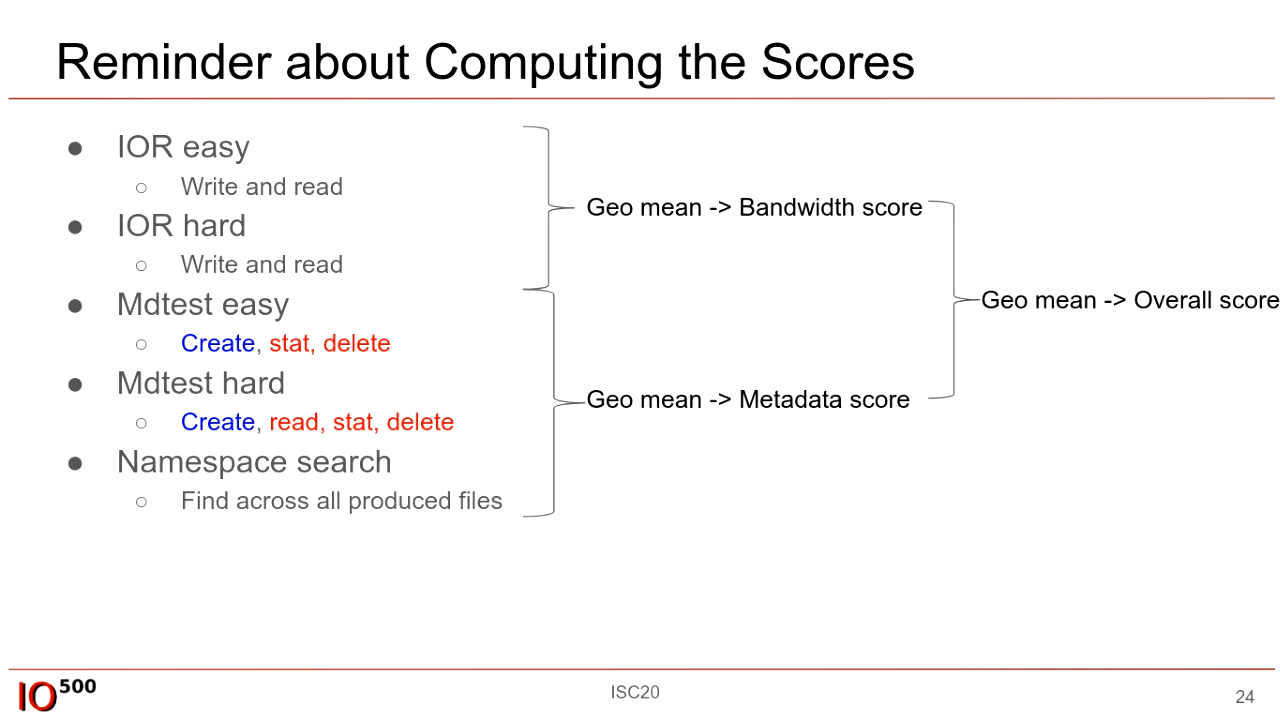 Reminder about Computing the Scores
● IOR easy
○ Write and read
● IOR hard
○ Write and read
● Mdtest easy
○ Create, stat, delete
● Mdtest hard
○ Create, read, stat, delete
● Namespace search
○ Find across all produced files
Geo mean -> Bandwidth score
Geo mean -> Metadata score
Geo mean -> Overall score
IO500
ISC20
24